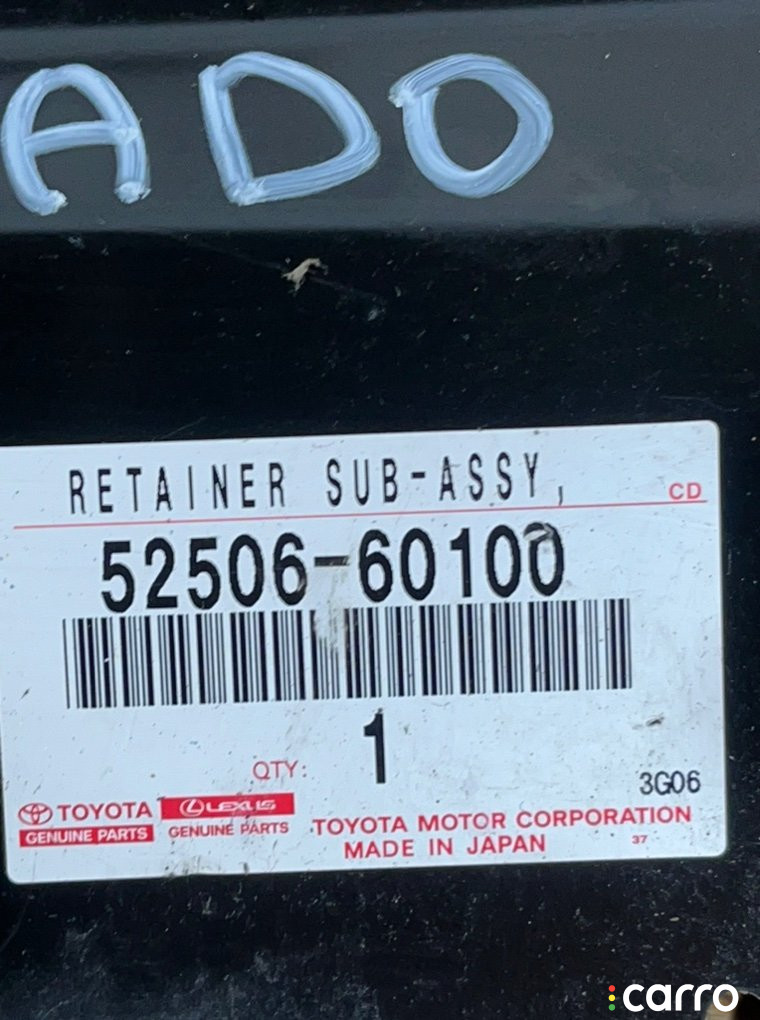 ADO
RETAINER SUB-ASSY,
CD
52506-60100
QTY: 1
3G06
TOYOTA
GENUINE PARTS
LEXUS
GENUINE PARTS
TOYOTA MOTOR CORPORATION
MADE IN JAPAN
37
carro